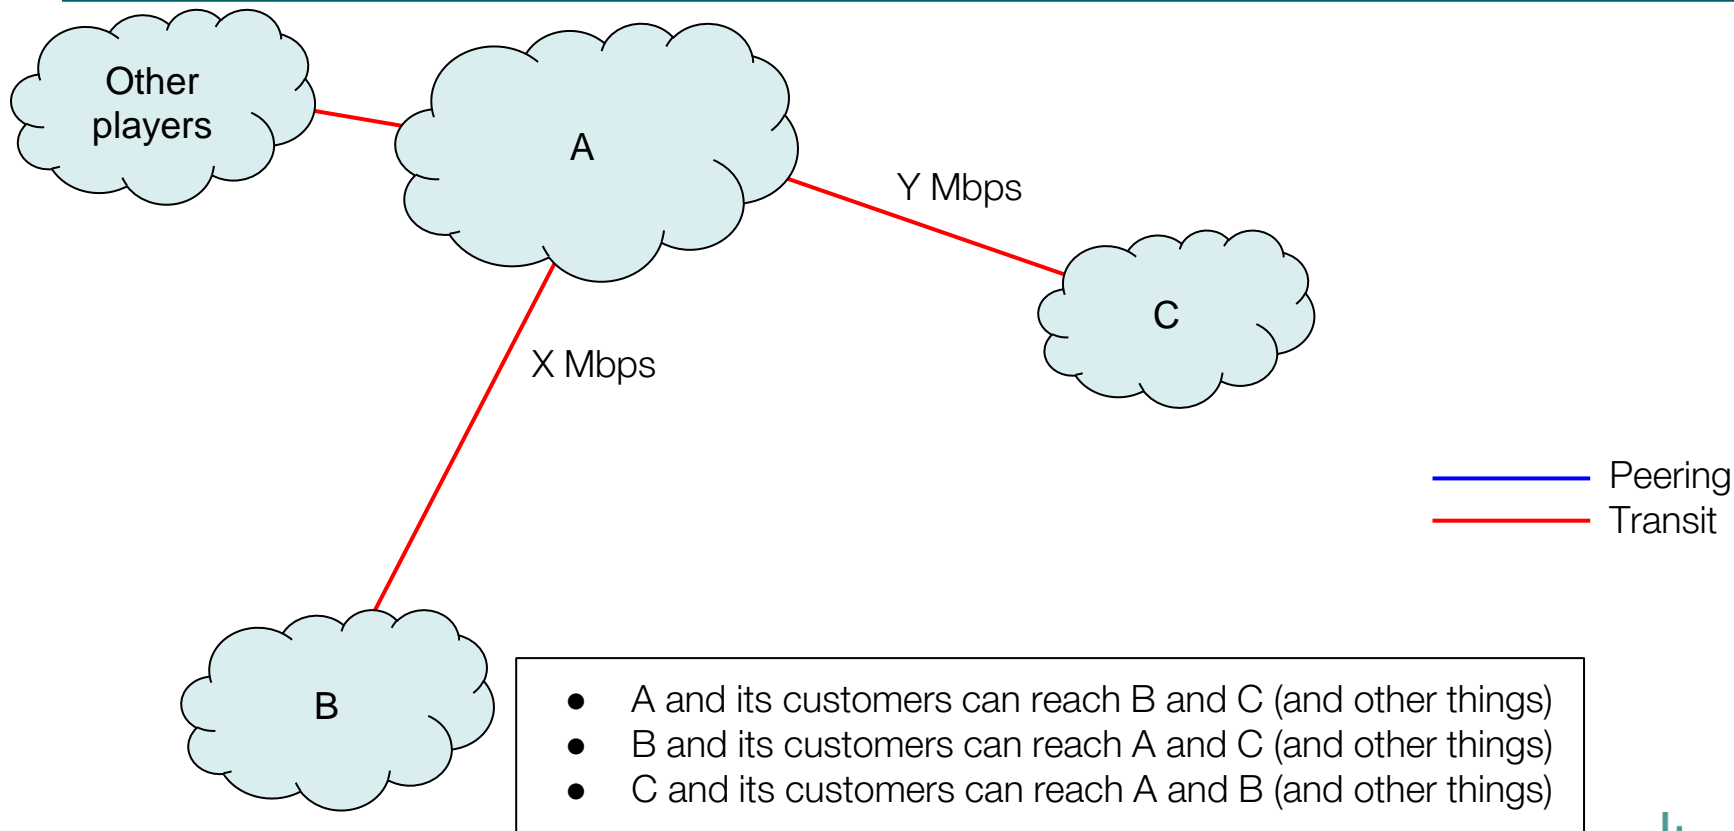 Other
players
A
Y Mbps
C
X Mbps
Peering
Transit
B
● A and its customers can reach B and C (and other things)
● B and its customers can reach A and C (and other things)
● C and its customers can reach A and B (and other things)